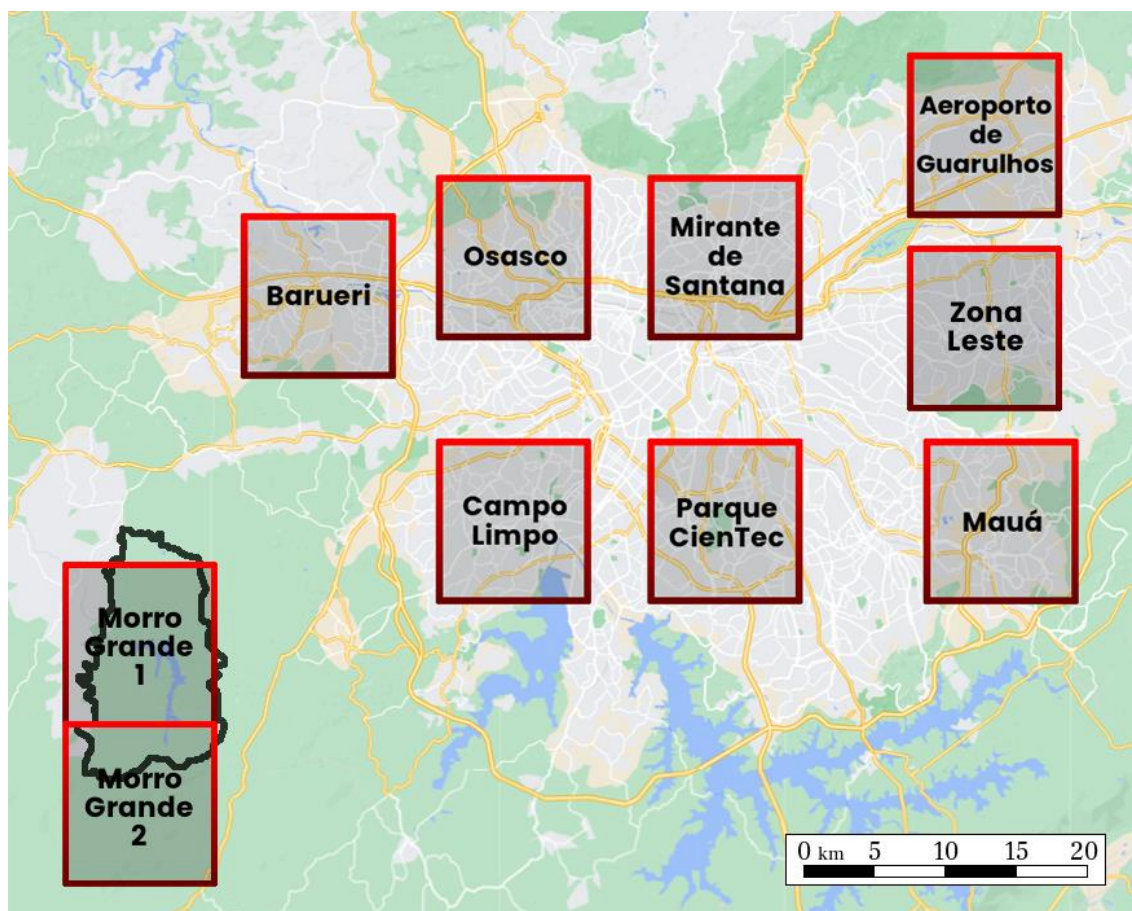 Aeroporto
de
Guarulhos
Osasco
Mirante
de
Santana
Barueri
Zona
Leste
Campo
Limpo
Parque
CienTec
Mauá
Morro
Grande
1
Morro
Grande
2
0 km 5 10 15 20